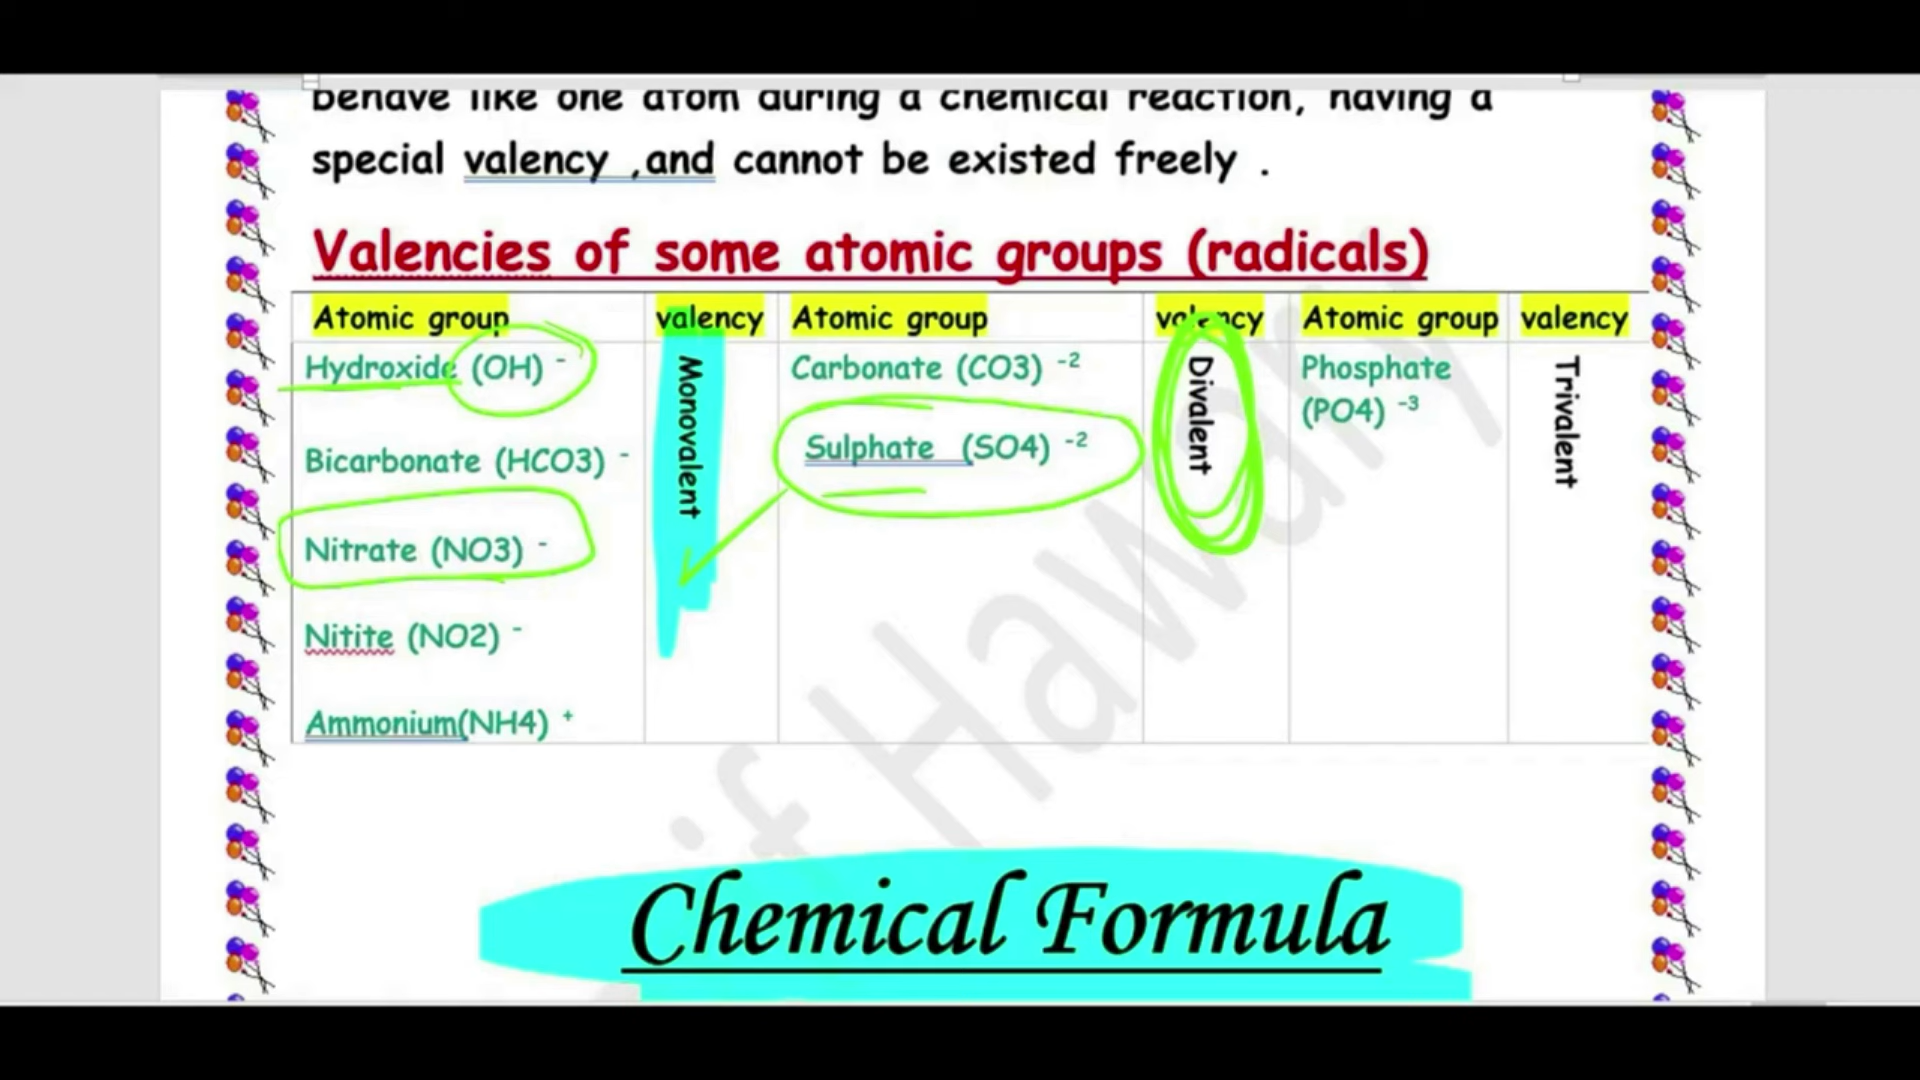 behave like one atom during a chemical reaction, having a
special valency ,and cannot be existed freely .
Valencies of some atomic groups (radicals)
Atomic group valency Atomic group valency Atomic group valency
Hydroxide (OH) -
Bicarbonate (HCO3) -
Nitrate (NO3) -
Nitite (NO2) -
Ammonium(NH4) +
Monovalent
Carbonate (CO3) -2
Sulphate (SO4) -2
Divalent
Phosphate
(PO4) -3
Trivalent
if Hawary
Chemical Formula